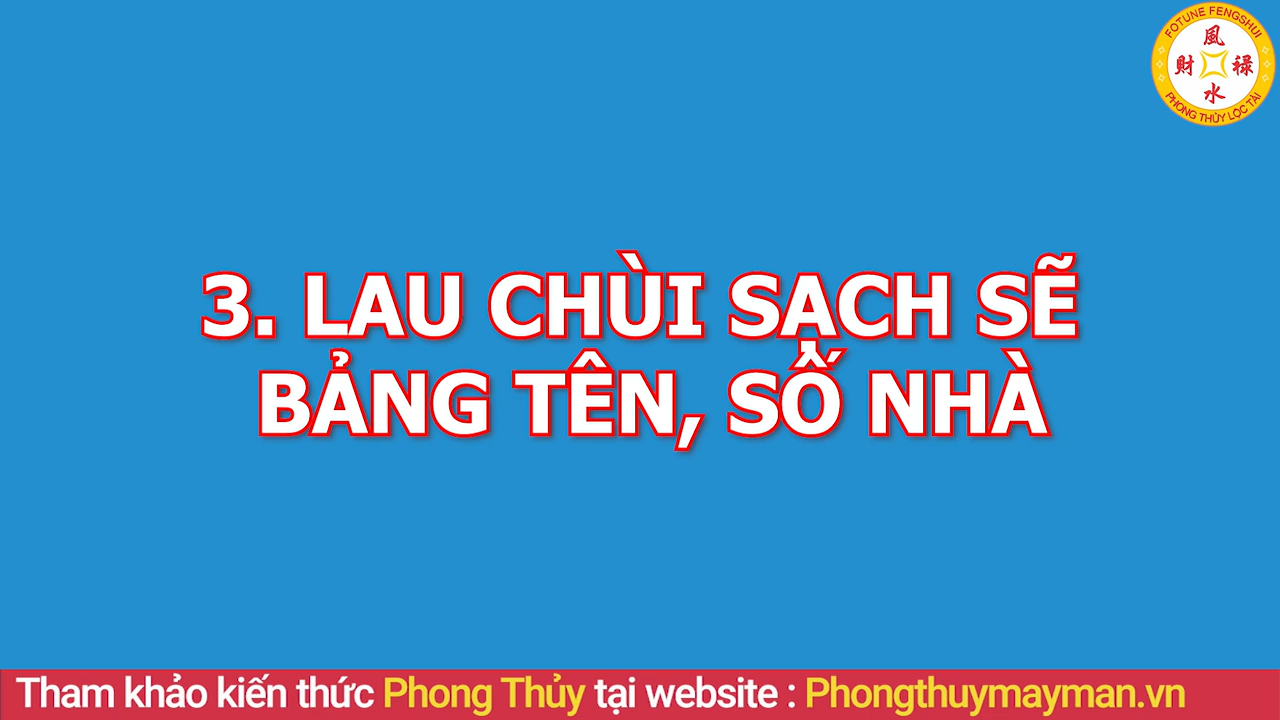 FOTUNE FENGSHUI
風
財 禄
水
PHONG THỦY LỘC TÀI
3. LAU CHÙI SẠCH SẼ
BẢNG TÊN, SỐ NHÀ
Tham khảo kiến thức Phong Thủy tại website : Phongthuymayman.vn